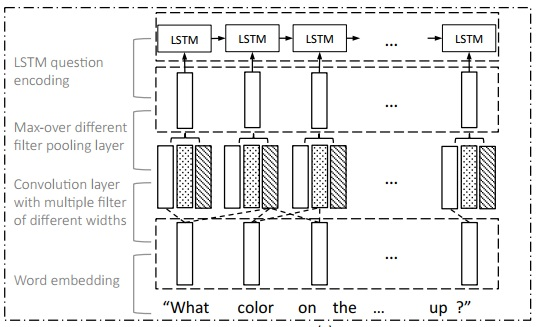 LSTM LSTM LSTM ... LSTM
LSTM question
encoding
...
Max-over different
filter pooling layer
Convolution layer
with multiple filter
of different widths
...
...
Word embedding
“What color on the ... up ?”